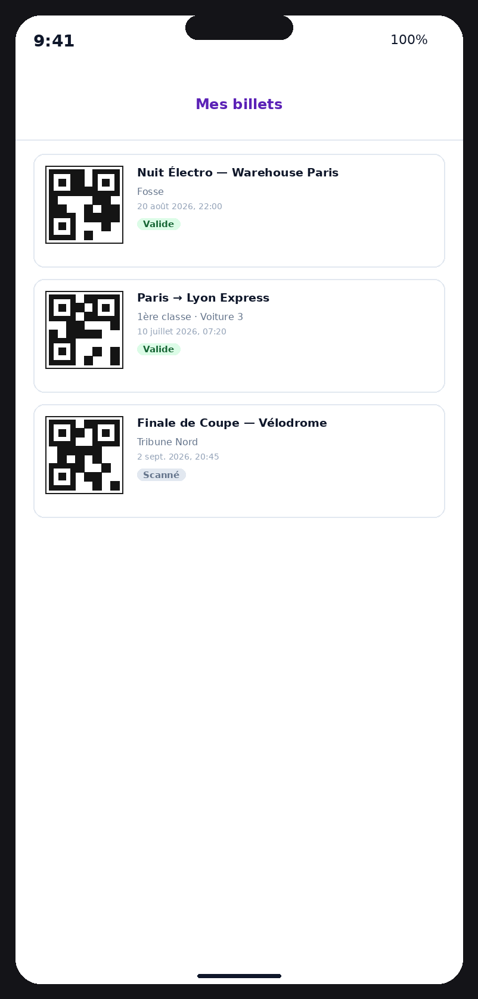 9:41
100%
Mes billets
Nuit Électro — Warehouse Paris
Fosse
20 août 2026, 22:00
Valide
Paris → Lyon Express
1ère classe · Voiture 3
10 juillet 2026, 07:20
Valide
Finale de Coupe — Vélodrome
Tribune Nord
2 sept. 2026, 20:45
Scanné